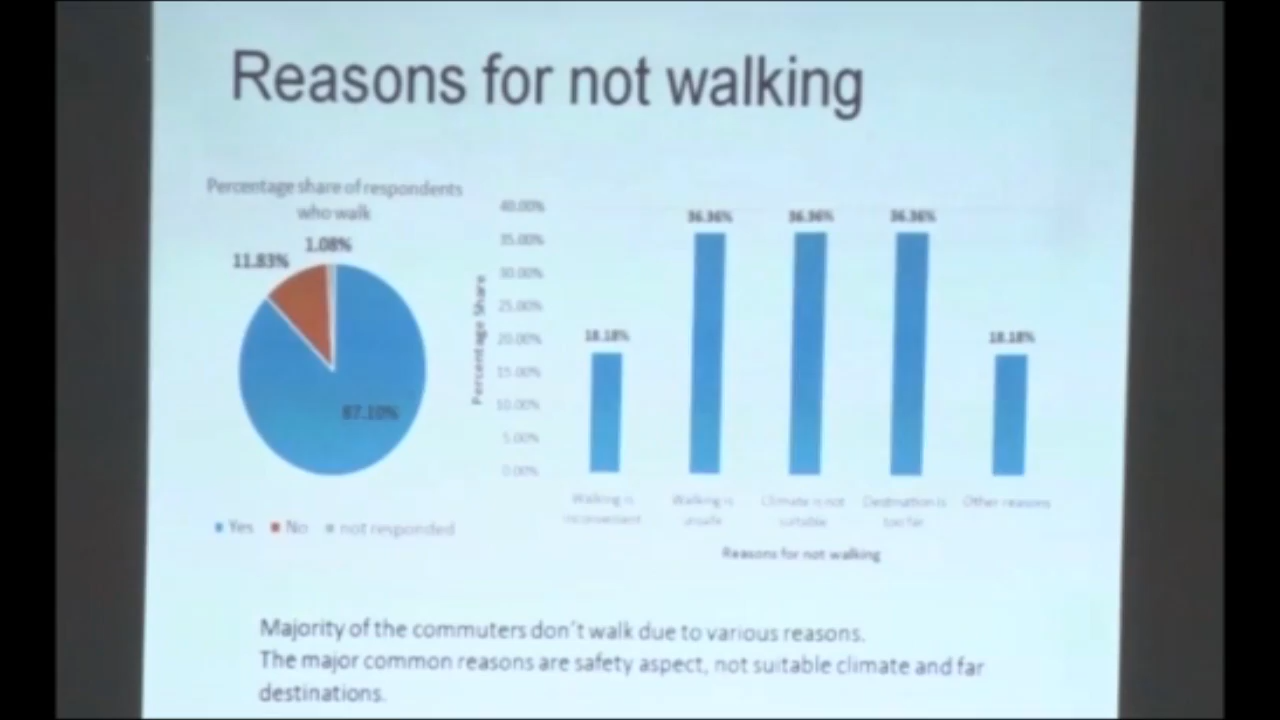 Reasons for not walking
Percentage share of respondents
who walk
1.08%
11.83%
87.10%
Yes No not responded
Percentage Share
40.00%
35.00%
30.00%
25.00%
20.00%
15.00%
10.00%
5.00%
0.00%
18.18%
36.36%
36.36%
36.36%
18.18%
Walking is
inconvenient
Walking is
unsafe
Climate is not
suitable
Destination is
too far
Other reasons
Reasons for not walking
Majority of the commuters don't walk due to various reasons.
The major common reasons are safety aspect, not suitable climate and far
destinations.